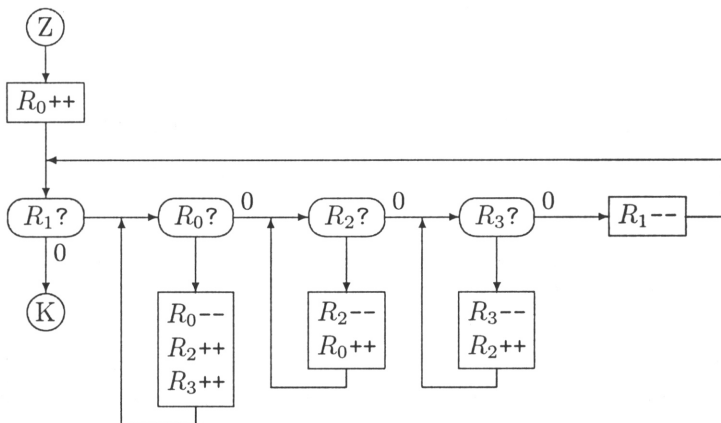 Z
R₀++
R₁? R₀? 0 R₂? 0 R₃? 0 R₁--
0
K
R₀-- R₂-- R₃--
R₂++ R₀++ R₂++
R₃++